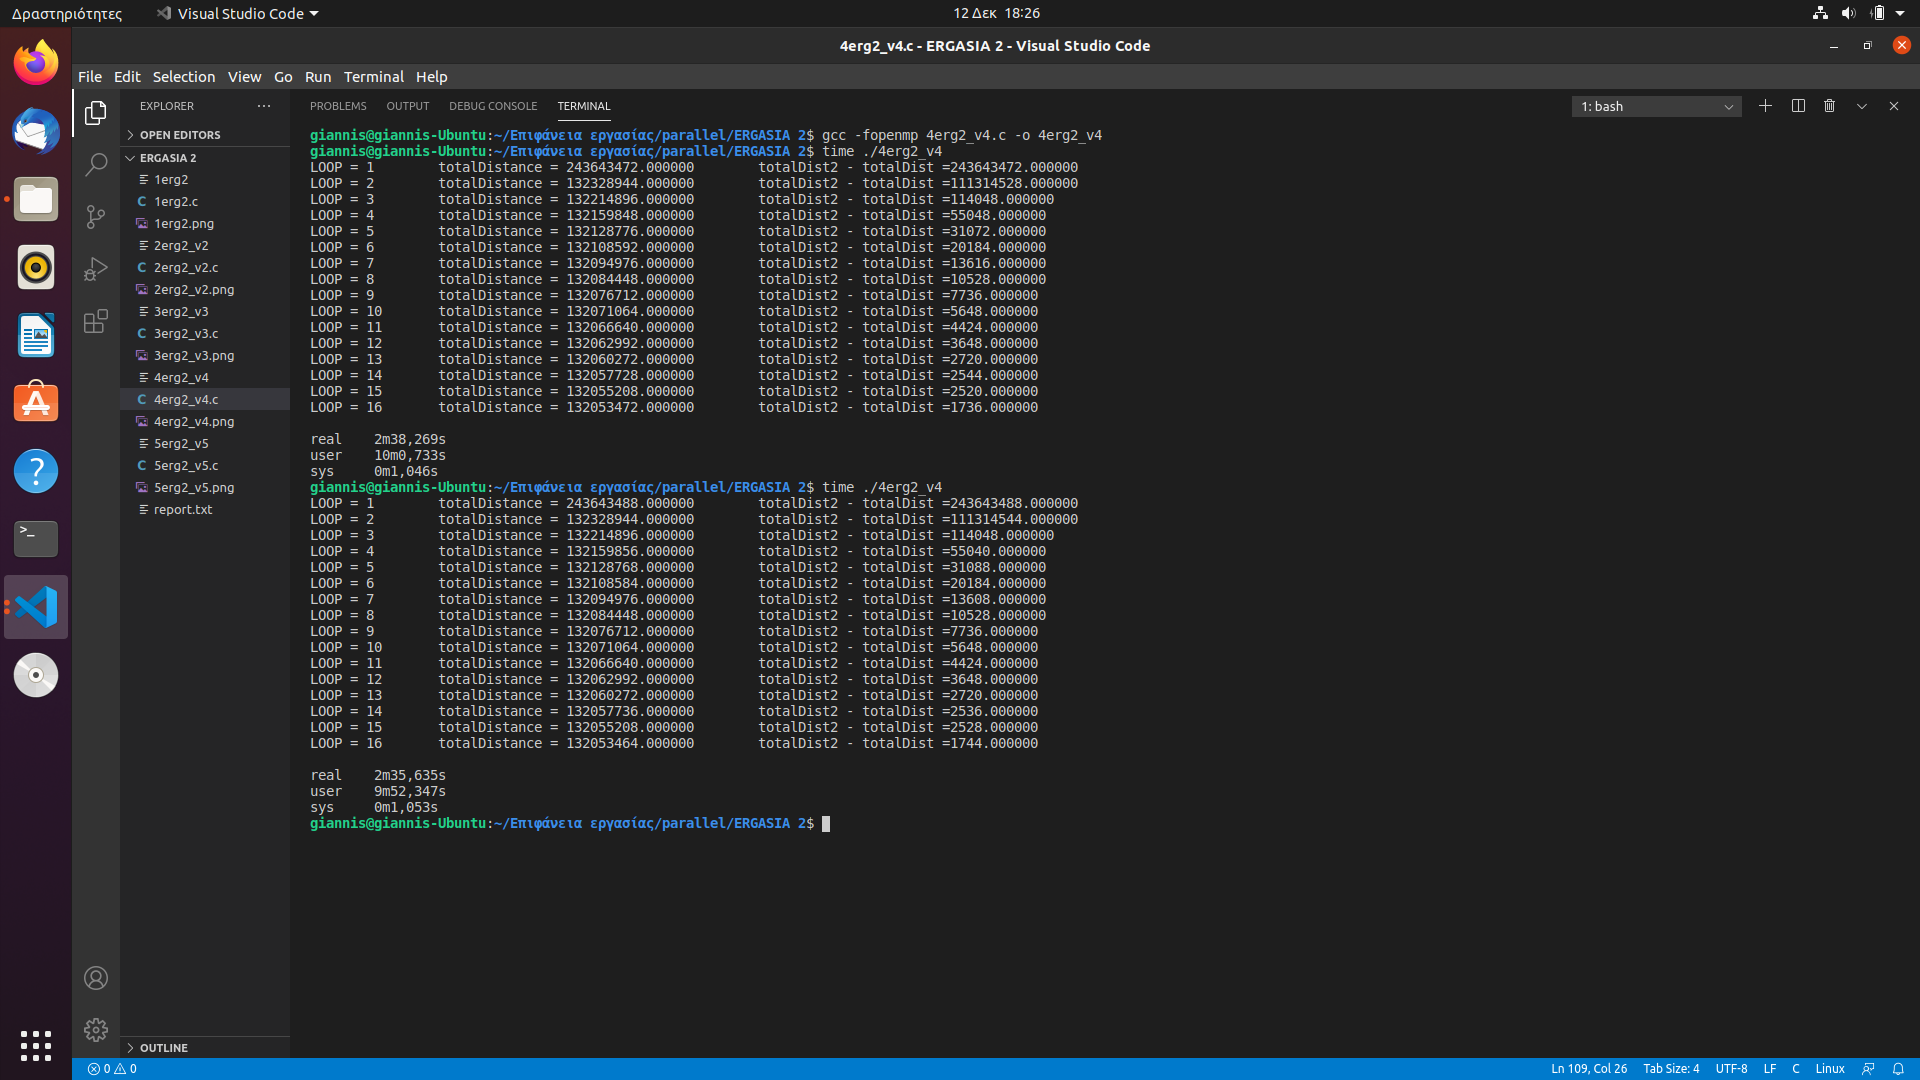 Δραστηριότητες
Visual Studio Code
12 Δεκ 18:26
4erg2_v4.c - ERGASIA 2 - Visual Studio Code
File Edit Selection View Go Run Terminal Help
EXPLORER
OPEN EDITORS
ERGASIA 2
1erg2
1erg2.c
1erg2.png
2erg2_v2
2erg2_v2.c
2erg2_v2.png
3erg2_v3
3erg2_v3.c
3erg2_v3.png
4erg2_v4
4erg2_v4.c
4erg2_v4.png
5erg2_v5
5erg2_v5.c
5erg2_v5.png
report.txt
OUTLINE
PROBLEMS OUTPUT DEBUG CONSOLE TERMINAL
1: bash
giannis@giannis-Ubuntu:~/Επιφάνεια εργασίας/parallel/ERGASIA 2$ gcc -fopenmp 4erg2_v4.c -o 4erg2_v4
giannis@giannis-Ubuntu:~/Επιφάνεια εργασίας/parallel/ERGASIA 2$ time ./4erg2_v4
LOOP = 1 totalDistance = 243643472.000000 totalDist2 - totalDist =243643472.000000
LOOP = 2 totalDistance = 132328944.000000 totalDist2 - totalDist =111314528.000000
LOOP = 3 totalDistance = 132214896.000000 totalDist2 - totalDist =114048.000000
LOOP = 4 totalDistance = 132159848.000000 totalDist2 - totalDist =55048.000000
LOOP = 5 totalDistance = 132128776.000000 totalDist2 - totalDist =31072.000000
LOOP = 6 totalDistance = 132108592.000000 totalDist2 - totalDist =20184.000000
LOOP = 7 totalDistance = 132094976.000000 totalDist2 - totalDist =13616.000000
LOOP = 8 totalDistance = 132084448.000000 totalDist2 - totalDist =10528.000000
LOOP = 9 totalDistance = 132076712.000000 totalDist2 - totalDist =7736.000000
LOOP = 10 totalDistance = 132071064.000000 totalDist2 - totalDist =5648.000000
LOOP = 11 totalDistance = 132066640.000000 totalDist2 - totalDist =4424.000000
LOOP = 12 totalDistance = 132062992.000000 totalDist2 - totalDist =3648.000000
LOOP = 13 totalDistance = 132060272.000000 totalDist2 - totalDist =2720.000000
LOOP = 14 totalDistance = 132057728.000000 totalDist2 - totalDist =2544.000000
LOOP = 15 totalDistance = 132055208.000000 totalDist2 - totalDist =2520.000000
LOOP = 16 totalDistance = 132053472.000000 totalDist2 - totalDist =1736.000000
real 2m38,269s
user 10m0,733s
sys 0m1,046s
giannis@giannis-Ubuntu:~/Επιφάνεια εργασίας/parallel/ERGASIA 2$ time ./4erg2_v4
LOOP = 1 totalDistance = 243643488.000000 totalDist2 - totalDist =243643488.000000
LOOP = 2 totalDistance = 132328944.000000 totalDist2 - totalDist =111314544.000000
LOOP = 3 totalDistance = 132214896.000000 totalDist2 - totalDist =114048.000000
LOOP = 4 totalDistance = 132159856.000000 totalDist2 - totalDist =55040.000000
LOOP = 5 totalDistance = 132128768.000000 totalDist2 - totalDist =31088.000000
LOOP = 6 totalDistance = 132108584.000000 totalDist2 - totalDist =20184.000000
LOOP = 7 totalDistance = 132094976.000000 totalDist2 - totalDist =13608.000000
LOOP = 8 totalDistance = 132084448.000000 totalDist2 - totalDist =10528.000000
LOOP = 9 totalDistance = 132076712.000000 totalDist2 - totalDist =7736.000000
LOOP = 10 totalDistance = 132071064.000000 totalDist2 - totalDist =5648.000000
LOOP = 11 totalDistance = 132066640.000000 totalDist2 - totalDist =4424.000000
LOOP = 12 totalDistance = 132062992.000000 totalDist2 - totalDist =3648.000000
LOOP = 13 totalDistance = 132060272.000000 totalDist2 - totalDist =2720.000000
LOOP = 14 totalDistance = 132057736.000000 totalDist2 - totalDist =2536.000000
LOOP = 15 totalDistance = 132055208.000000 totalDist2 - totalDist =2528.000000
LOOP = 16 totalDistance = 132053464.000000 totalDist2 - totalDist =1744.000000
real 2m35,635s
user 9m52,347s
sys 0m1,053s
giannis@giannis-Ubuntu:~/Επιφάνεια εργασίας/parallel/ERGASIA 2$
0 0
Ln 109, Col 26 Tab Size: 4 UTF-8 LF C Linux